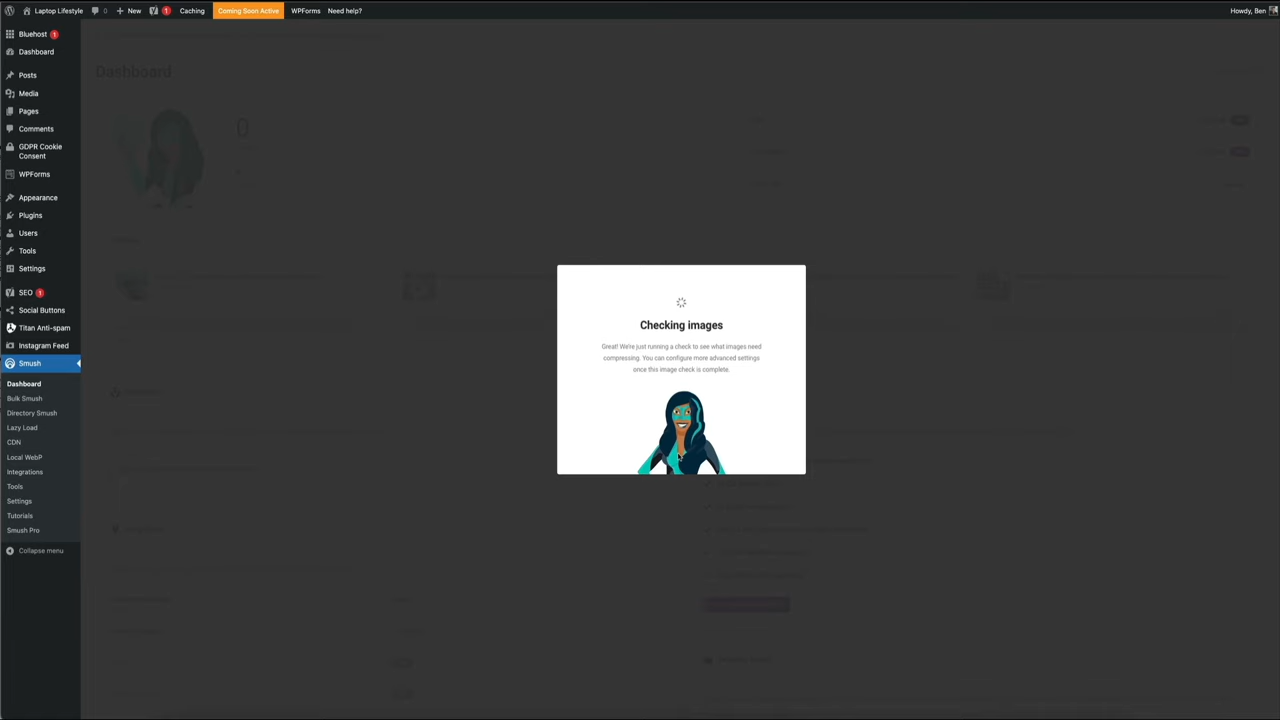 Laptop Lifestyle
0
New
1
Caching
Coming Soon Active
WPForms
Need help?
Howdy, Ben
Bluehost 1
Dashboard
Posts
Media
Pages
Comments
GDPR Cookie
Consent
WPForms
Appearance
Plugins
Users
Tools
Settings
SEO 1
Social Buttons
Titan Anti-spam
Instagram Feed
Smush
Dashboard
Bulk Smush
Directory Smush
Lazy Load
CDN
Local WebP
Integrations
Tools
Settings
Tutorials
Smush Pro
Collapse menu
Dashboard
0
Checking images
Great! We're just running a check to see what images need
compressing. You can configure more advanced settings
once this image check is complete.